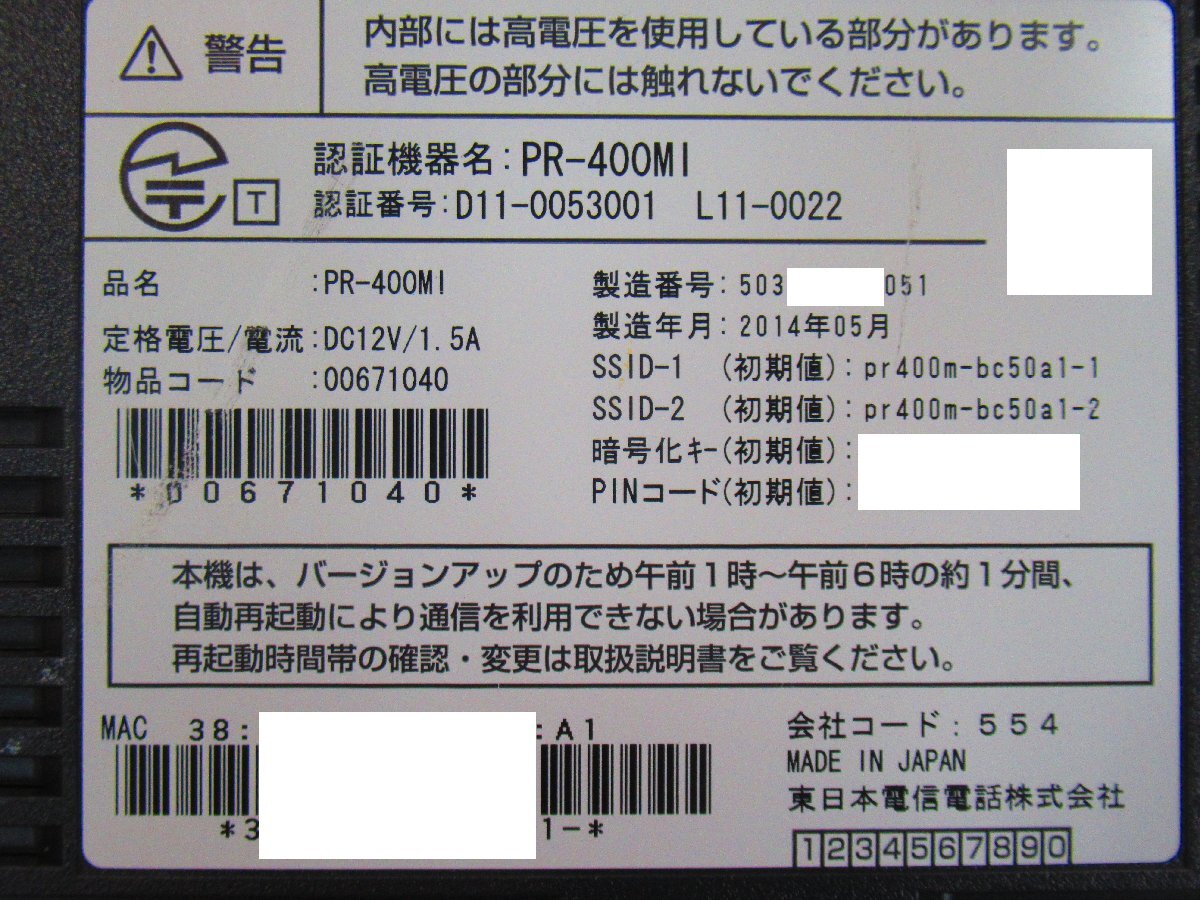 警告
内部には高電圧を使用している部分があります。
高電圧の部分には触れないでください。
T
認証機器名:PR-400MI
認証番号:D11-0053001 L11-0022
品名 :PR-400MI
定格電圧/電流:DC12V/1.5A
物品コード :00671040
*00671040*
製造番号:503 051
製造年月:2014年05月
SSID-1 (初期値):pr400m-bc50a1-1
SSID-2 (初期値):pr400m-bc50a1-2
暗号化ｷｰ(初期値):
PINコード(初期値):
本機は、バージョンアップのため午前1時～午前6時の約1分間、
自動再起動により通信を利用できない場合があります。
再起動時間帯の確認・変更は取扱説明書をご覧ください。
MAC 38: :A1
*3 1-*
会社コード:554
MADE IN JAPAN
東日本電信電話株式会社
1234567890